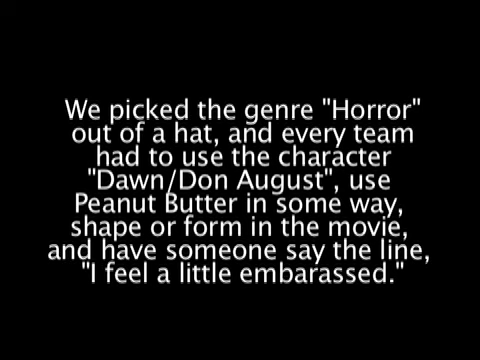 We picked the genre "Horror"
out of a hat, and every team
had to use the character
"Dawn/Don August", use
Peanut Butter in some way,
shape or form in the movie,
and have someone say the line,
"I feel a little embarassed."